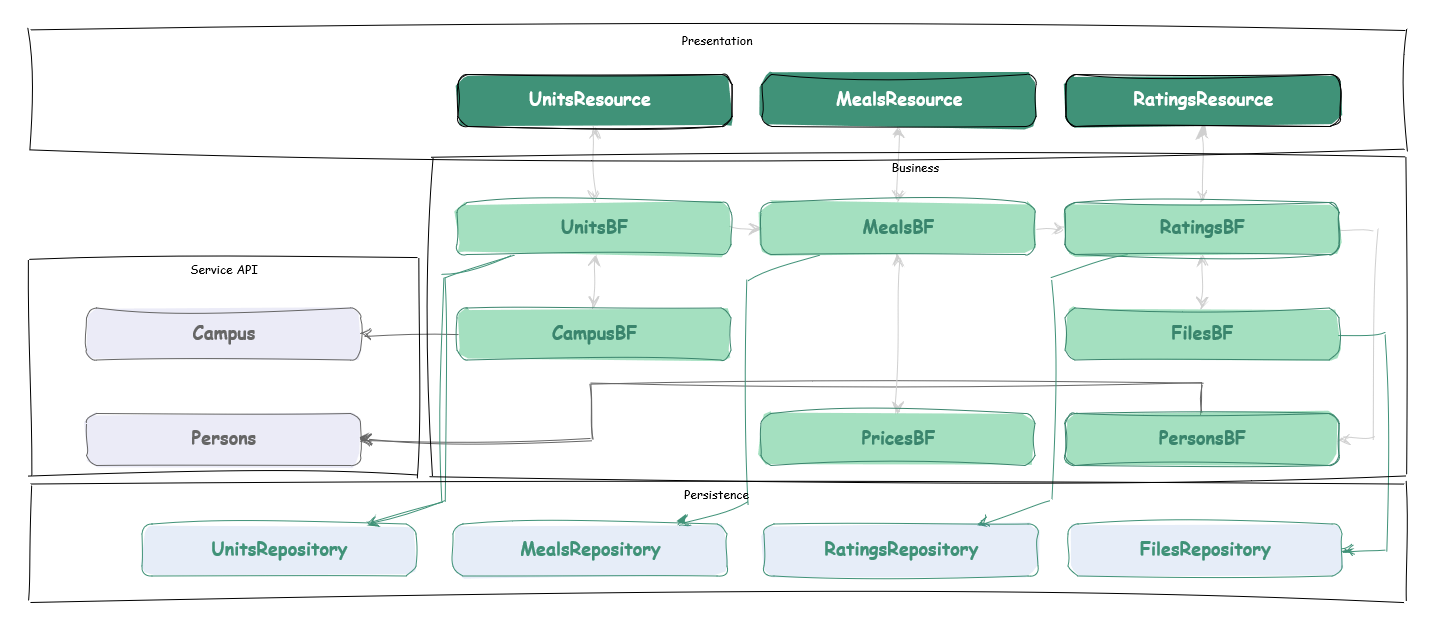 Presentation
UnitsResource
MealsResource
RatingsResource
Business
UnitsBF
MealsBF
RatingsBF
Service API
Campus
CampusBF
FilesBF
Persons
PricesBF
PersonsBF
Persistence
UnitsRepository
MealsRepository
RatingsRepository
FilesRepository